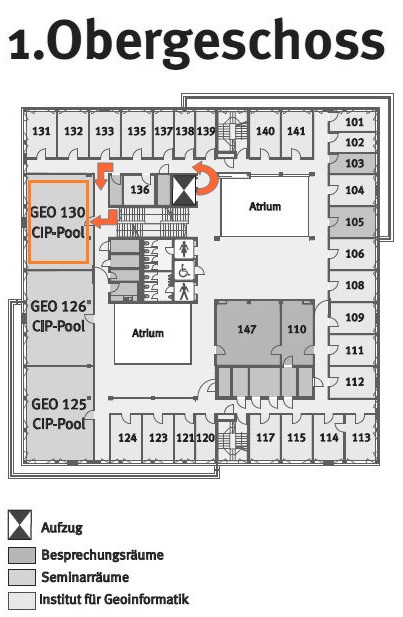 1.Obergeschoss
131 132 133 135 137 138 139 140 141 101
102
103
136
104
GEO 130
CIP-Pool
Atrium
105
106
GEO 126
CIP-Pool
108
Atrium
147 110
109
111
GEO 125
CIP-Pool
112
124 123 121 120 117 115 114 113
Aufzug
Besprechungsräume
Seminarräume
Institut für Geoinformatik